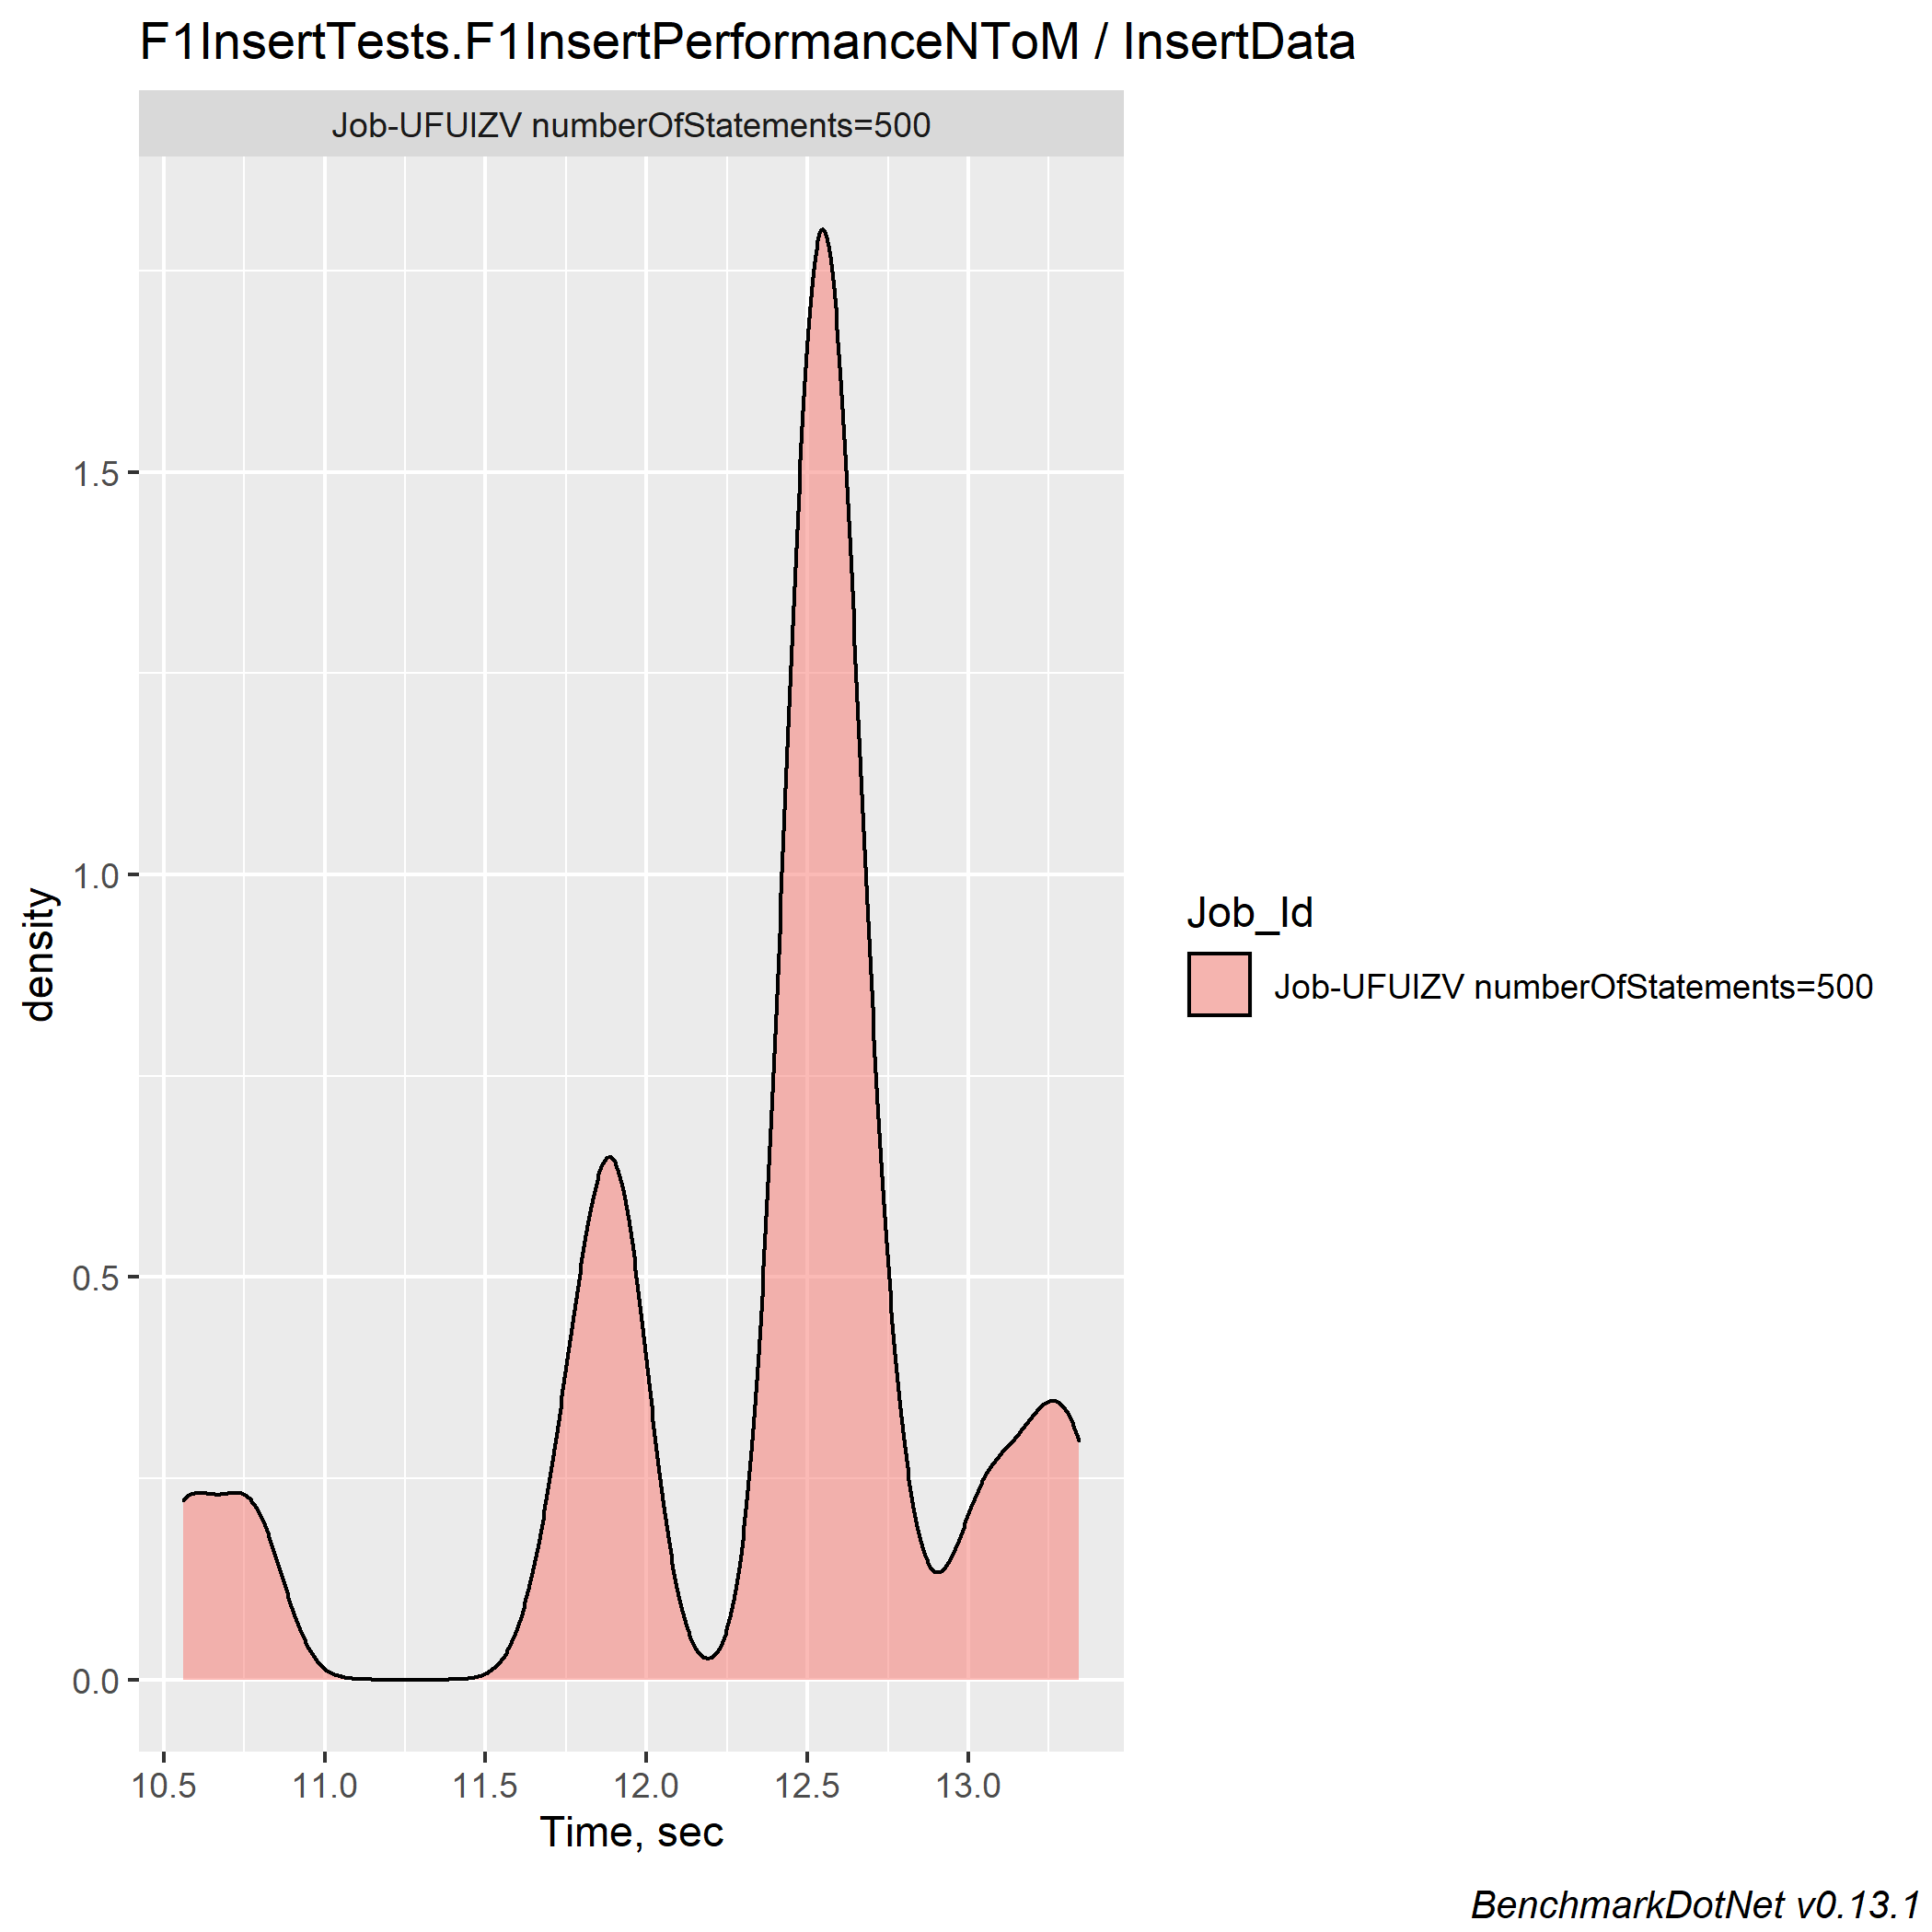 F1InsertTests.F1InsertPerformanceNToM / InsertData
Job-UFUIZV numberOfStatements=500
1.5
1.0
0.5
0.0
density
10.5 11.0 11.5 12.0 12.5 13.0
Time, sec
Job_Id
Job-UFUIZV numberOfStatements=500
BenchmarkDotNet v0.13.1